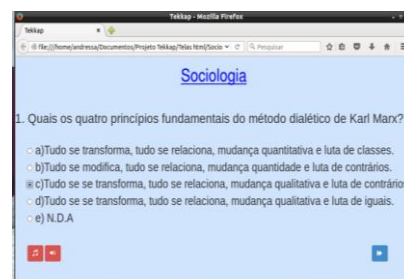 Tekkap - Mozilla Firefox
Tekkap
file:///home/andressa/Documentos/Projeto Tekkap/Telas html/Socio
Pesquisar
Sociologia
1. Quais os quatro princípios fundamentais do método dialético de Karl Marx?
a)Tudo se transforma, tudo se relaciona, mudança quantitativa e luta de classes.
b)Tudo se modifica, tudo se relaciona, mudança quantidade e luta de contrários.
c)Tudo se se transforma, tudo se relaciona, mudança qualitativa e luta de contrário
d)Tudo se se transforma, tudo se relaciona, mudança qualitativa e luta de iguais.
e) N.D.A